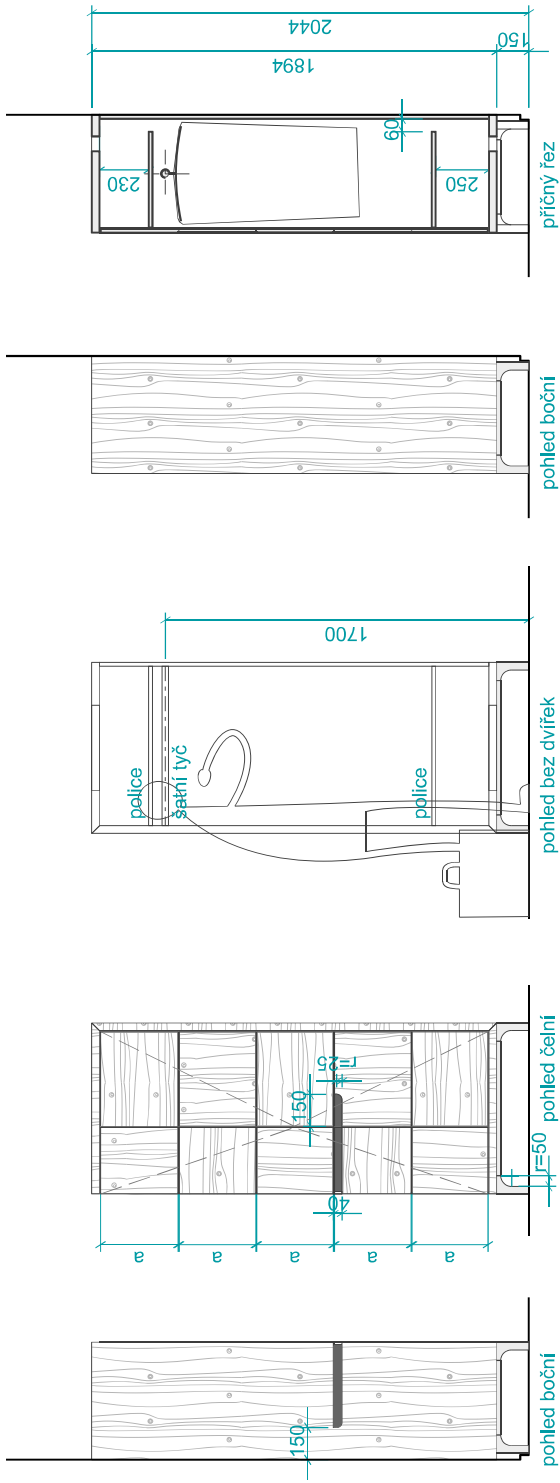 2044
1894
150
60
230
250
příčný řez
pohled boční
1700
police
šatní tyč
police
pohled bez dvířek
r=25
150
40
r=50
a
a
a
a
a
pohled čelní
150
pohled boční